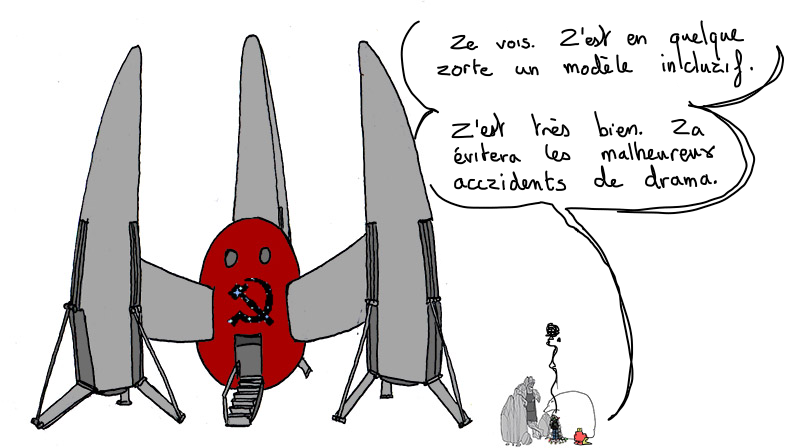 Ze vois. Z'est en quelque
zorte un modèle incluzif.
Z'est très bien. Za
évitera les malheureux
acczidents de drama.